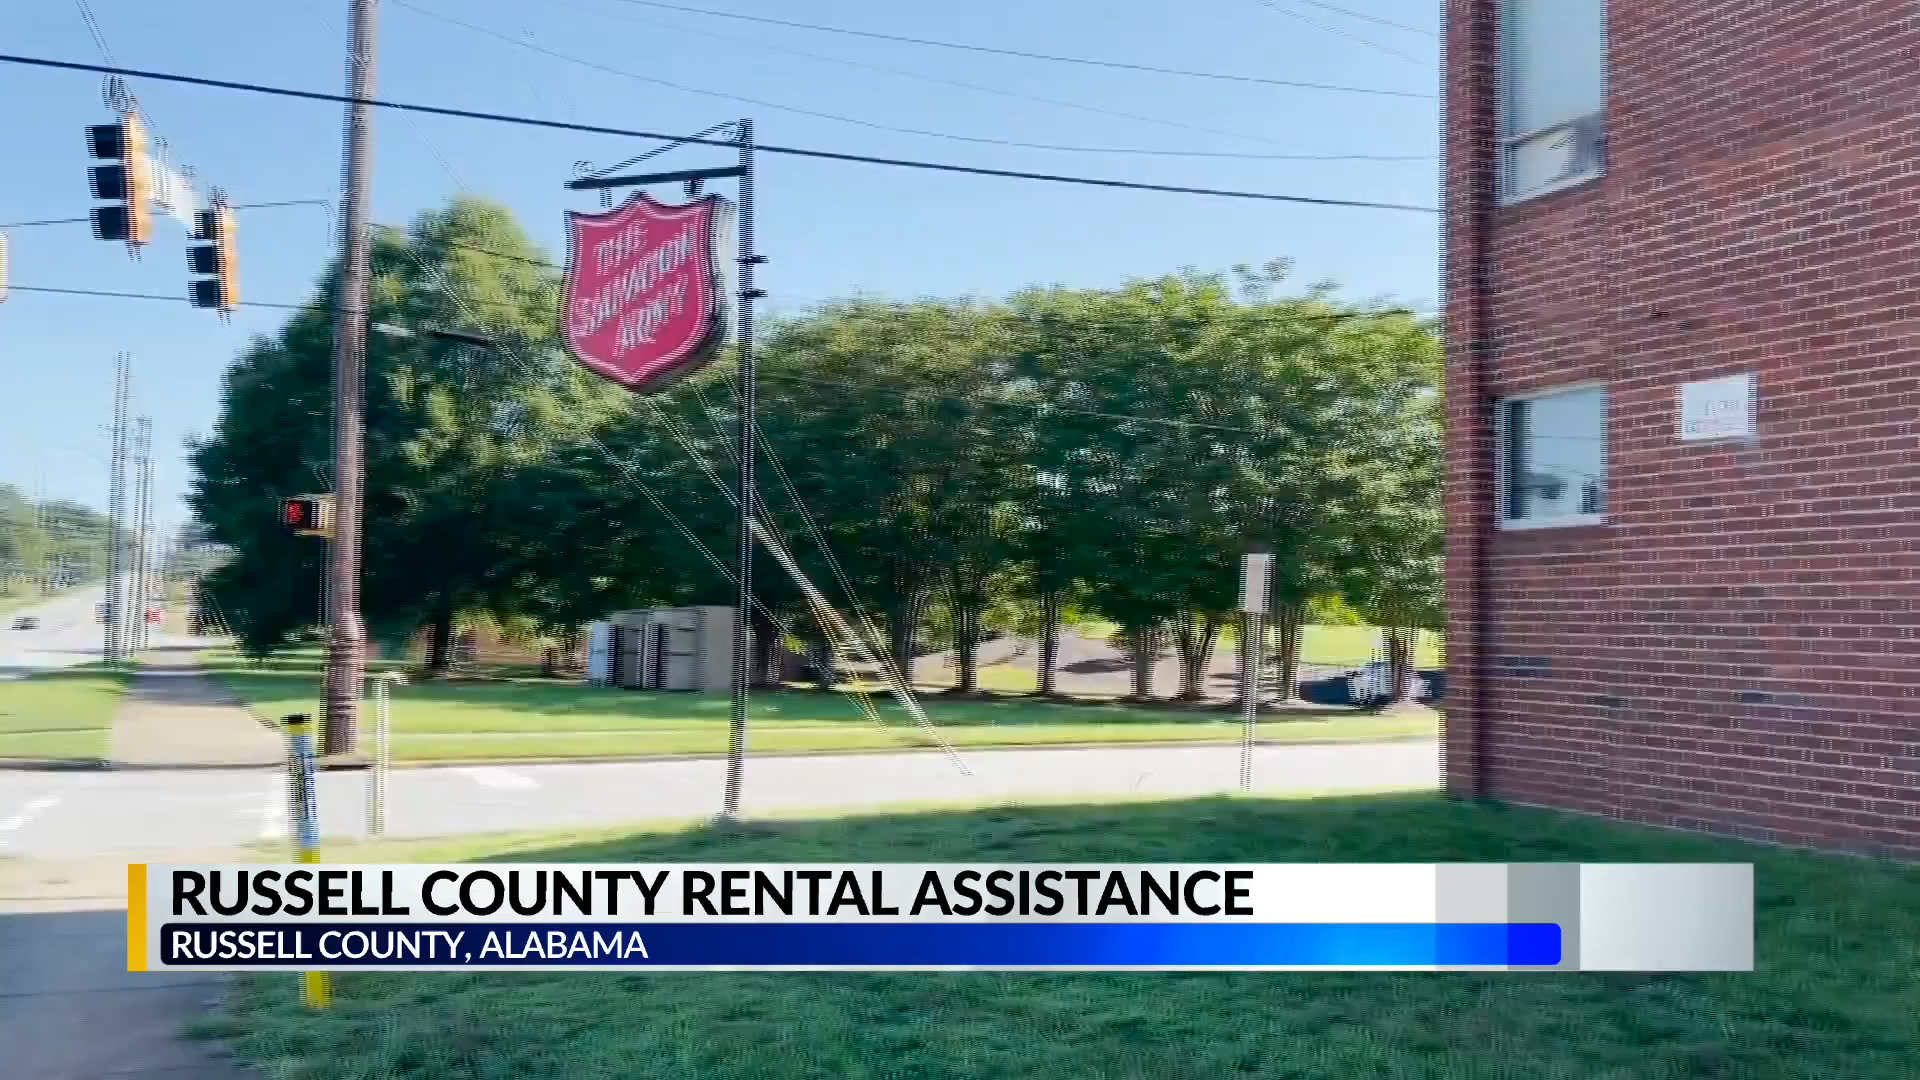 THE
SALVATION
ARMY
RUSSELL COUNTY RENTAL ASSISTANCE
RUSSELL COUNTY, ALABAMA